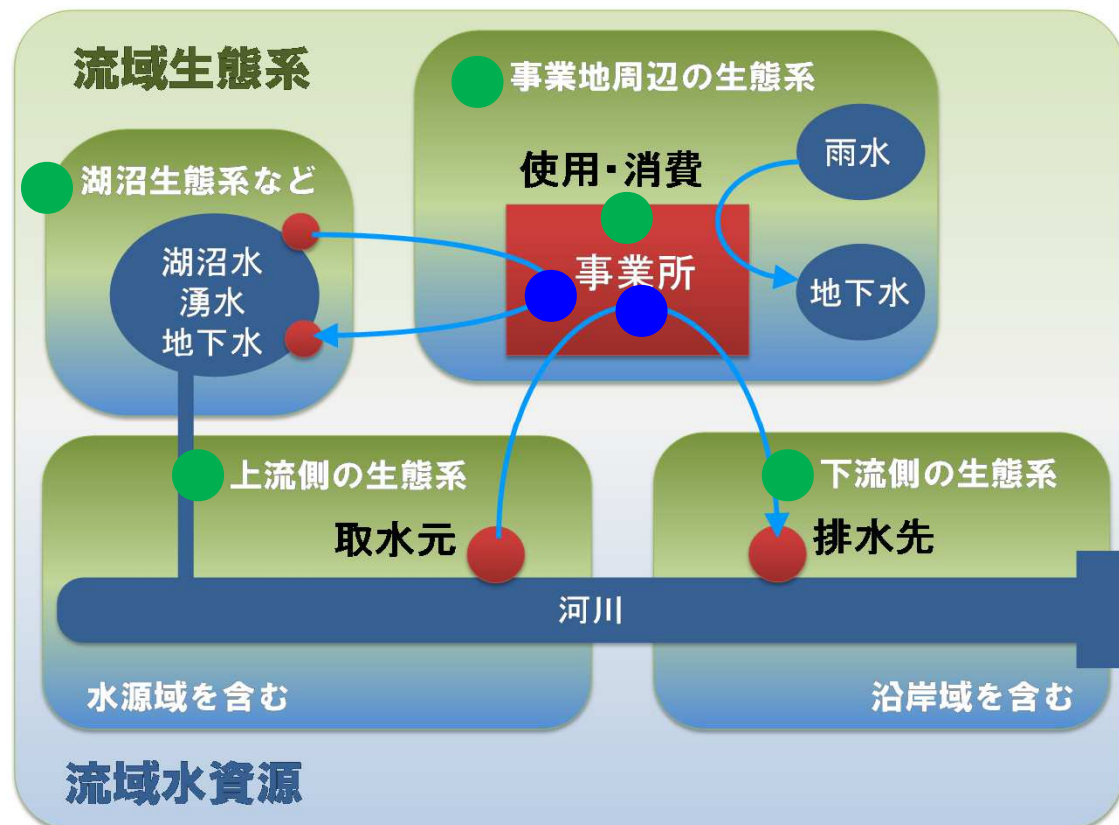 流域生態系
事業地周辺の生態系
湖沼生態系など
使用・消費
雨水
湖沼水
湧水
地下水
事業所
地下水
上流側の生態系
下流側の生態系
取水元
排水先
河川
水源域を含む
沿岸域を含む
流域水資源